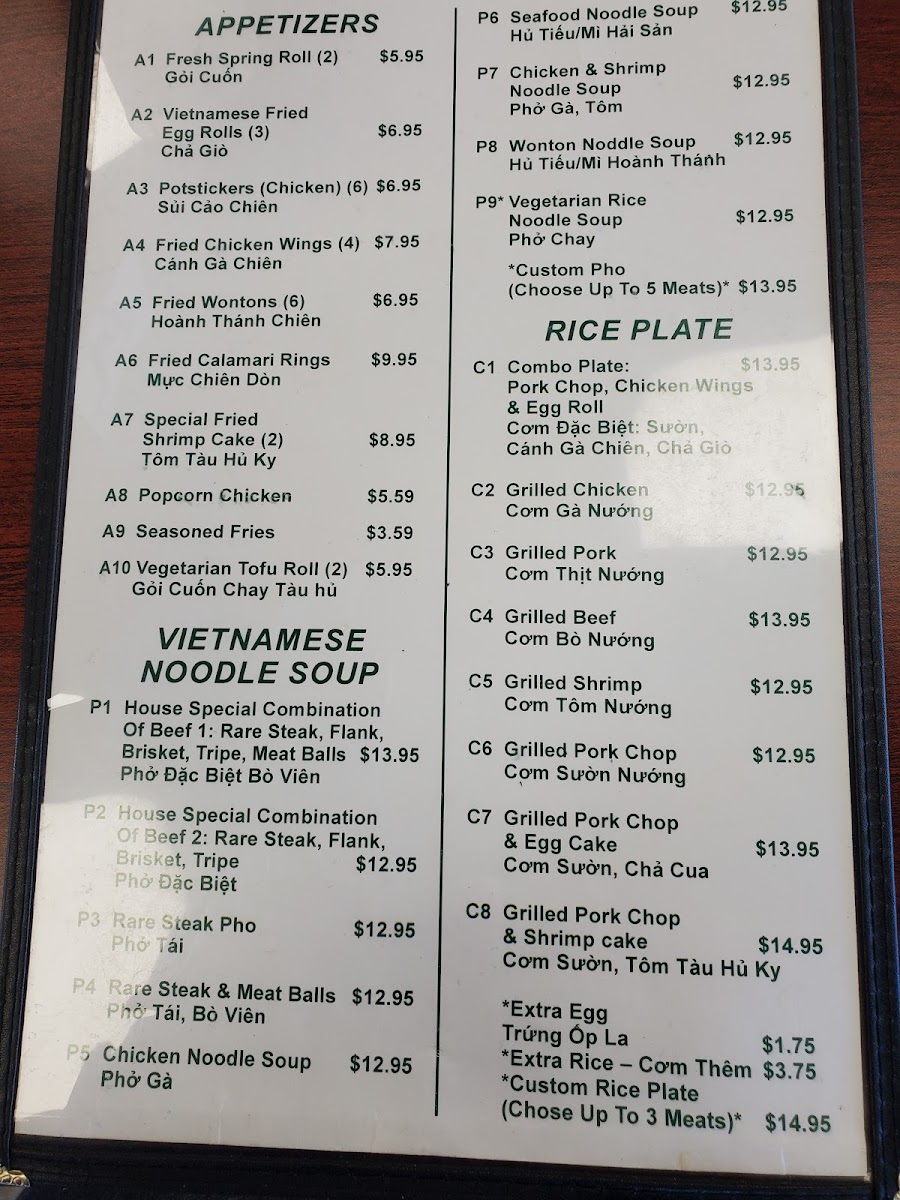 APPETIZERS
A1 Fresh Spring Roll (2) $5.95
Gỏi Cuốn
A2 Vietnamese Fried
Egg Rolls (3) $6.95
Chả Giò
A3 Potstickers (Chicken) (6) $6.95
Sủi Cảo Chiên
A4 Fried Chicken Wings (4) $7.95
Cánh Gà Chiên
A5 Fried Wontons (6) $6.95
Hoành Thánh Chiên
A6 Fried Calamari Rings $9.95
Mực Chiên Dòn
A7 Special Fried
Shrimp Cake (2) $8.95
Tôm Tàu Hủ Ky
A8 Popcorn Chicken $5.59
A9 Seasoned Fries $3.59
A10 Vegetarian Tofu Roll (2) $5.95
Gỏi Cuốn Chay Tàu hủ
VIETNAMESE
NOODLE SOUP
P1 House Special Combination
Of Beef 1: Rare Steak, Flank,
Brisket, Tripe, Meat Balls $13.95
Phở Đặc Biệt Bò Viên
P2 House Special Combination
Of Beef 2: Rare Steak, Flank,
Brisket, Tripe $12.95
Phở Đặc Biệt
P3 Rare Steak Pho $12.95
Phở Tái
P4 Rare Steak & Meat Balls $12.95
Phở Tái, Bò Viên
P5 Chicken Noodle Soup $12.95
Phở Gà
P6 Seafood Noodle Soup $12.95
Hủ Tiếu/Mì Hải Sản
P7 Chicken & Shrimp
Noodle Soup $12.95
Phở Gà, Tôm
P8 Wonton Noddle Soup $12.95
Hủ Tiếu/Mì Hoành Thánh
P9* Vegetarian Rice
Noodle Soup $12.95
Phở Chay
*Custom Pho
(Choose Up To 5 Meats)* $13.95
RICE PLATE
C1 Combo Plate: $13.95
Pork Chop, Chicken Wings
& Egg Roll
Cơm Đặc Biệt: Sườn,
Cánh Gà Chiên, Chả Giò
C2 Grilled Chicken $12.95
Cơm Gà Nướng
C3 Grilled Pork $12.95
Cơm Thịt Nướng
C4 Grilled Beef $13.95
Cơm Bò Nướng
C5 Grilled Shrimp $12.95
Cơm Tôm Nướng
C6 Grilled Pork Chop $12.95
Cơm Sườn Nướng
C7 Grilled Pork Chop
& Egg Cake $13.95
Cơm Sườn, Chả Cua
C8 Grilled Pork Chop
& Shrimp cake $14.95
Cơm Sườn, Tôm Tàu Hủ Ky
*Extra Egg
Trứng Ốp La $1.75
*Extra Rice – Cơm Thêm $3.75
*Custom Rice Plate
(Chose Up To 3 Meats)* $14.95